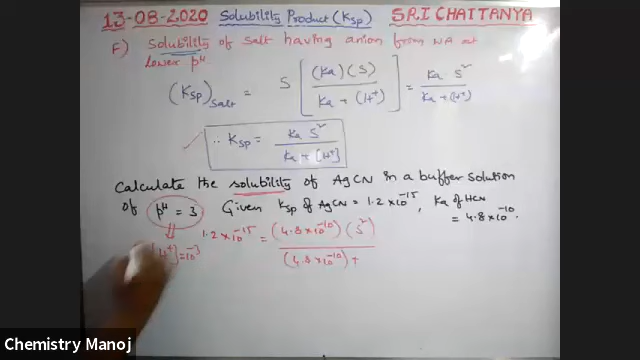 13-08-2020 Solubility Product (Ksp) SRI CHATTANYA
F) Solubility of salt having anion from WA at
lower pH
(Ksp)Salt = S [ (Ka)(S) / Ka + (H+) ] = Ka S² / Ka + (H+)
∴ Ksp = Ka S² / Ka + [H+]
Calculate the solubility of AgCN in a buffer solution
of pH = 3 Given Ksp of AgCN = 1.2×10⁻¹⁵, Ka of HCN
= 4.8×10⁻¹⁰.
[H+] = 10⁻³ 1.2×10⁻¹⁵ = (4.8×10⁻¹⁰)(S²) / (4.8×10⁻¹⁰) +
Chemistry Manoj